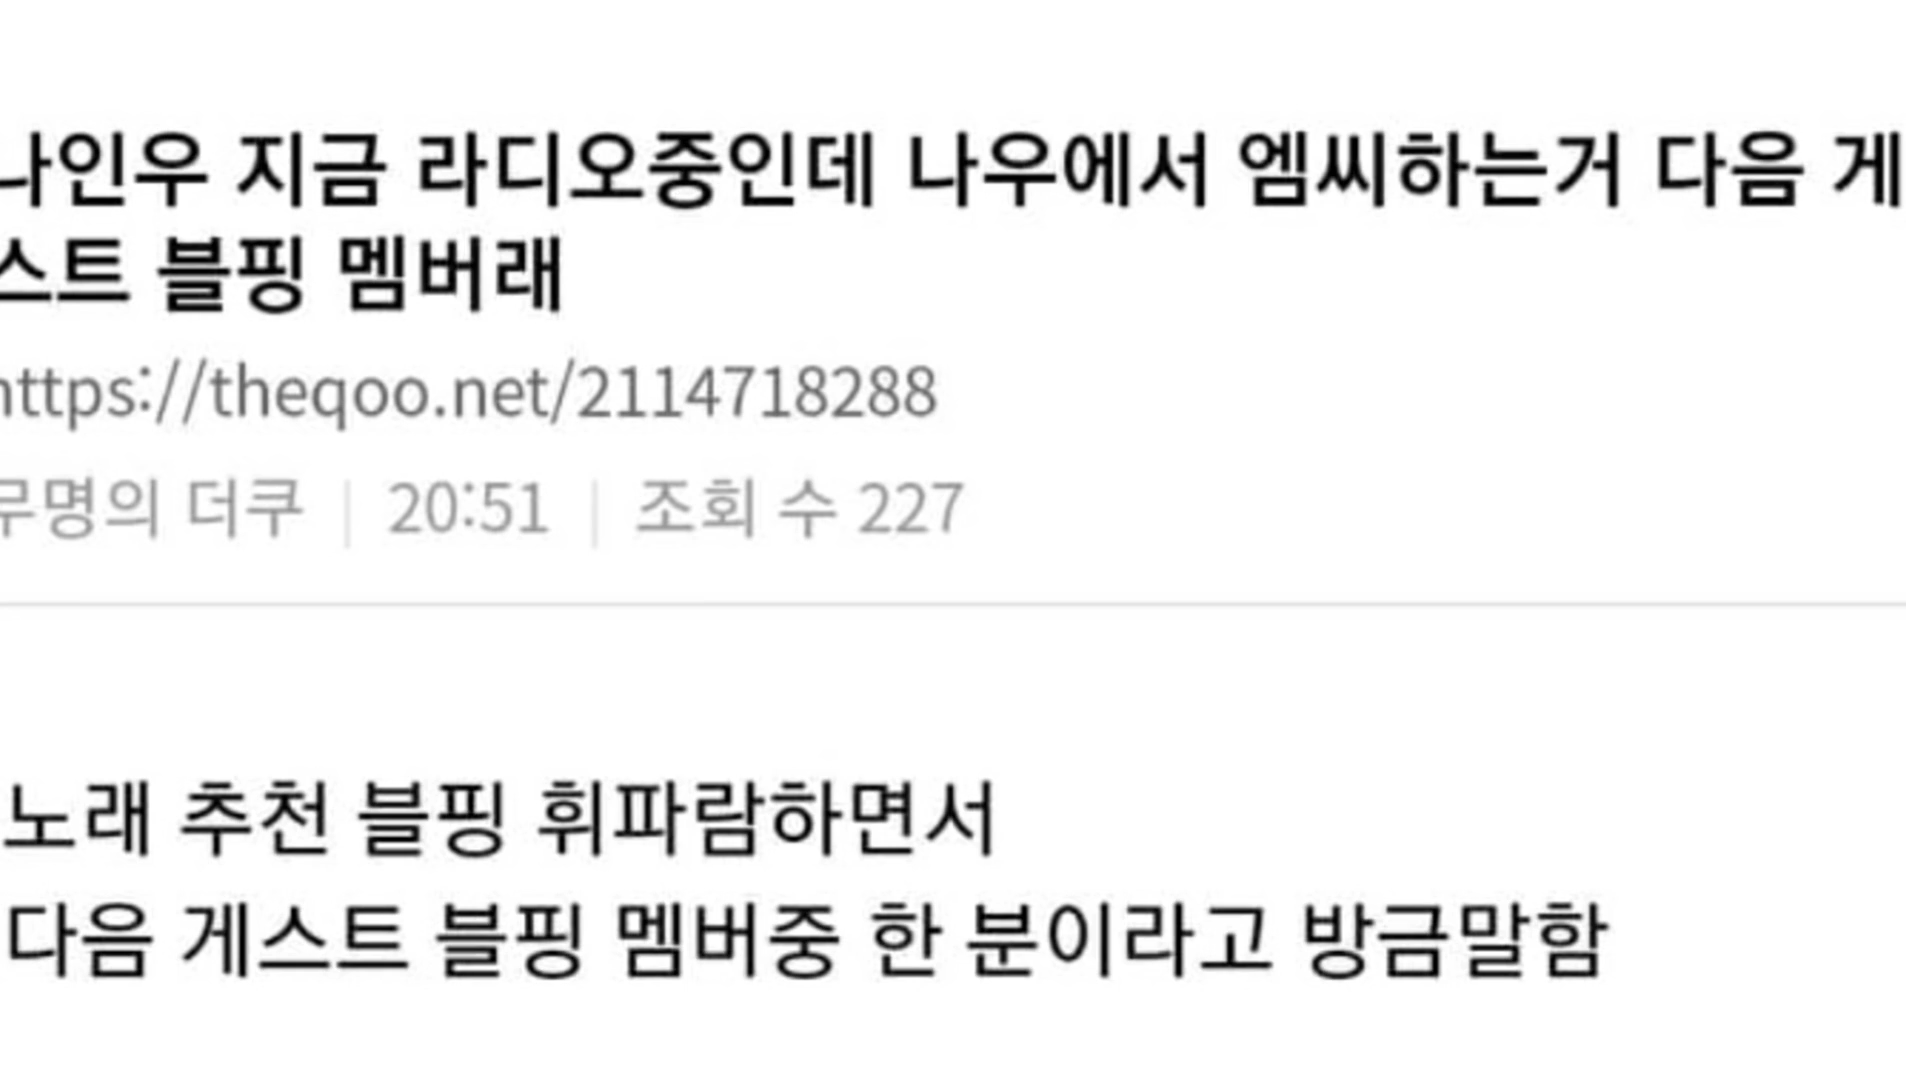 나인우 지금 라디오중인데 나우에서 엠씨하는거 다음 게
스트 블핑 멤버래
https://theqoo.net/2114718288
무명의 더쿠 | 20:51 | 조회 수 227
노래 추천 블핑 휘파람하면서
다음 게스트 블핑 멤버중 한 분이라고 방금말함